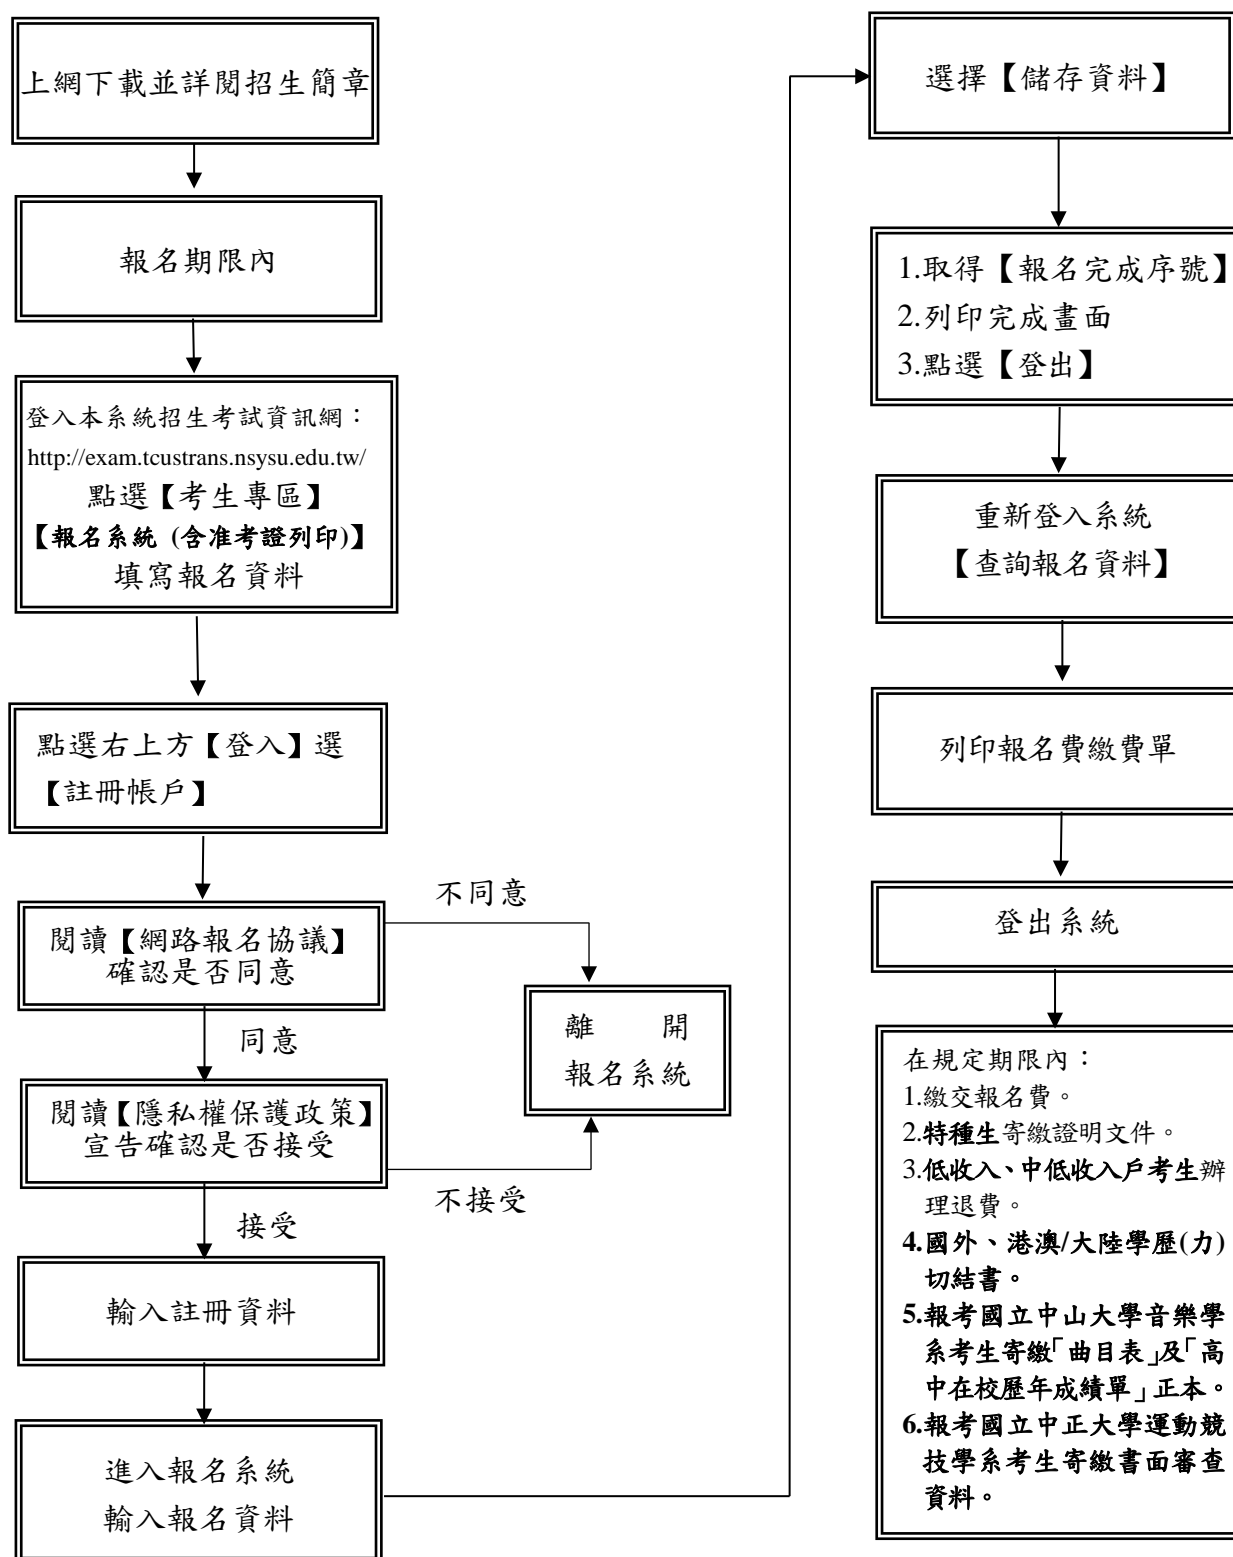 上網下載並詳閱招生簡章
報名期限內
登入本系統招生考試資訊網：
http://exam.tcustrans.nsysu.edu.tw/
點選【考生專區】
【報名系統 (含准考證列印)】
填寫報名資料
點選右上方【登入】選
【註冊帳戶】
閱讀【網路報名協議】
確認是否同意
不同意
同意
離　　開
報名系統
閱讀【隱私權保護政策】
宣告確認是否接受
不接受
接受
輸入註冊資料
進入報名系統
輸入報名資料
選擇【儲存資料】
1.取得【報名完成序號】
2.列印完成畫面
3.點選【登出】
重新登入系統
【查詢報名資料】
列印報名費繳費單
登出系統
在規定期限內：
1.繳交報名費。
2.特種生寄繳證明文件。
3.低收入、中低收入戶考生辦
理退費。
4.國外、港澳/大陸學歷(力)
切結書。
5.報考國立中山大學音樂學
系考生寄繳「曲目表」及「高
中在校歷年成績單」正本。
6.報考國立中正大學運動競
技學系考生寄繳書面審查
資料。